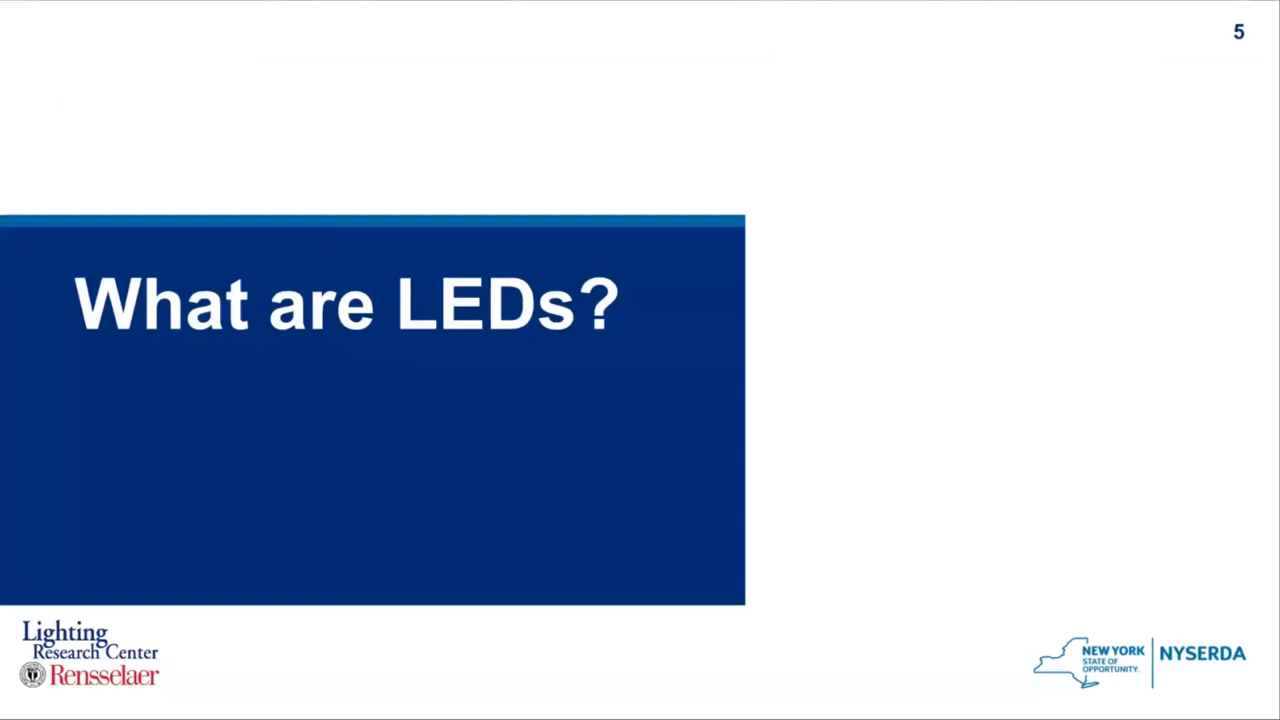 5
What are LEDs?
Lighting
Research Center
Rensselaer
NEW YORK
STATE OF
OPPORTUNITY.
NYSERDA